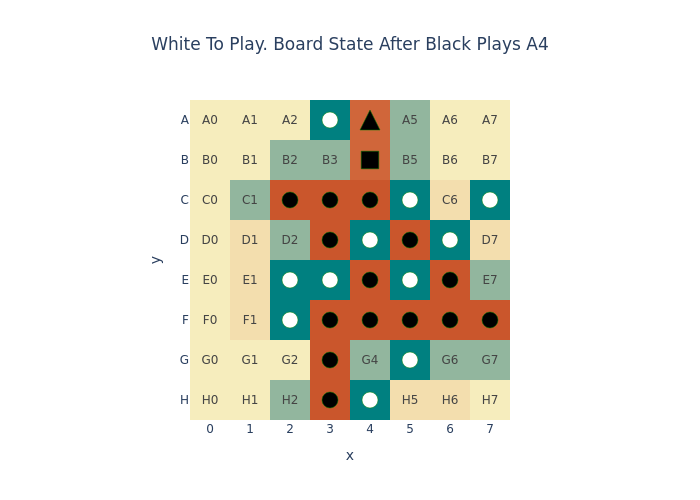 White To Play. Board State After Black Plays A4
A A0 A1 A2 A5 A6 A7
B B0 B1 B2 B3 B5 B6 B7
C C0 C1 C6
D D0 D1 D2 D7
y
E E0 E1 E7
F F0 F1
G G0 G1 G2 G4 G6 G7
H H0 H1 H2 H5 H6 H7
0 1 2 3 4 5 6 7
x